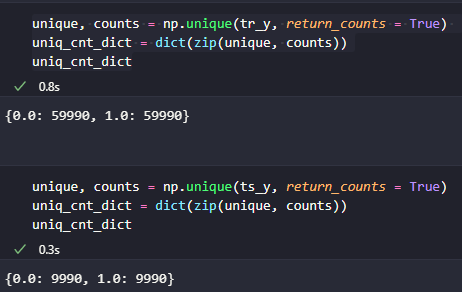 unique, counts = np.unique(tr_y, return_counts = True)
uniq_cnt_dict = dict(zip(unique, counts))
uniq_cnt_dict
✓ 0.8s
{0.0: 59990, 1.0: 59990}
unique, counts = np.unique(ts_y, return_counts = True)
uniq_cnt_dict = dict(zip(unique, counts))
uniq_cnt_dict
✓ 0.3s
{0.0: 9990, 1.0: 9990}